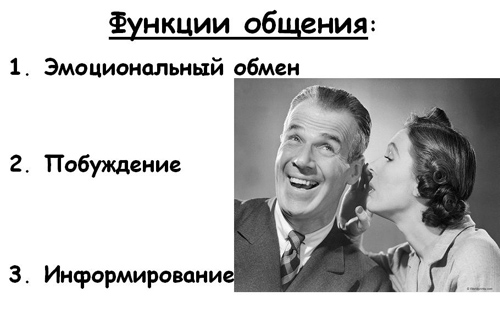 Функции общения:
1. Эмоциональный обмен
2. Побуждение
3. Информирование